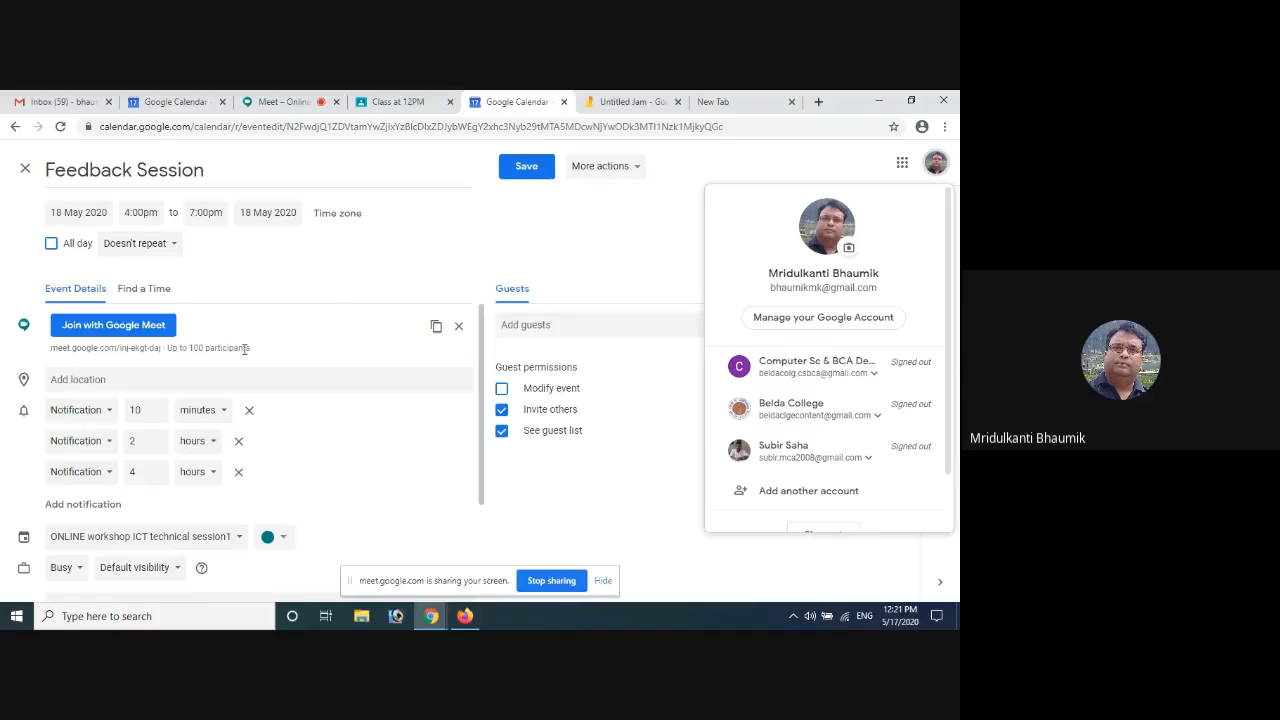 Inbox (59) - bhau
Google Calendar
Meet – Online
Class at 12PM
Google Calendar -
Untitled Jam - Go
New Tab
Feedback Session
Save
More actions
18 May 2020
4:00pm
to
7:00pm
18 May 2020
Time zone
All day
Doesn't repeat
Event Details
Find a Time
Join with Google Meet
meet.google.com/inj-ekgt-daj · Up to 100 participants
Add location
Notification
10
minutes
Notification
2
hours
Notification
4
hours
Add notification
ONLINE workshop ICT technical session1
Busy
Default visibility
Guests
Add guests
Guest permissions
Modify event
Invite others
See guest list
Mridulkanti Bhaumik
bhaumikmk@gmail.com
Manage your Google Account
C
Computer Sc & BCA De...
Signed out
beldacolg.csbca@gmail.com
Belda College
Signed out
beldaclgecontent@gmail.com
Subir Saha
Signed out
subir.mca2008@gmail.com
Add another account
meet.google.com is sharing your screen.
Stop sharing
Hide
Type here to search
ENG
12:21 PM
5/17/2020
Mridulkanti Bhaumik